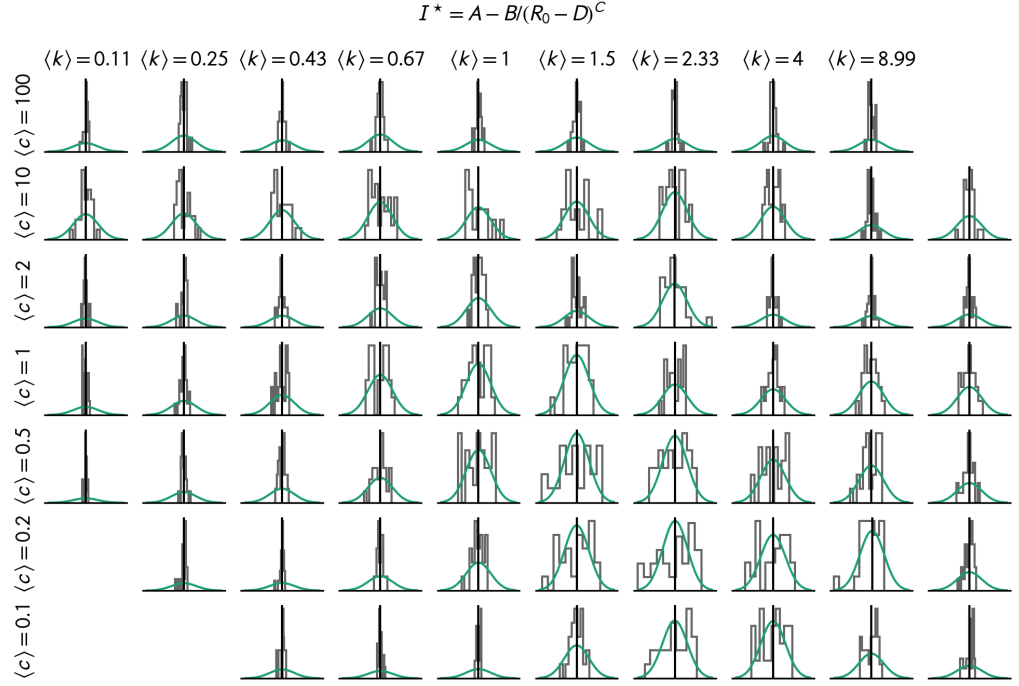 I* = A − B/(R₀ − D)ᶜ
⟨k⟩ = 0.11 ⟨k⟩ = 0.25 ⟨k⟩ = 0.43 ⟨k⟩ = 0.67 ⟨k⟩ = 1 ⟨k⟩ = 1.5 ⟨k⟩ = 2.33 ⟨k⟩ = 4 ⟨k⟩ = 8.99
⟨c⟩ = 100
⟨c⟩ = 10
⟨c⟩ = 2
⟨c⟩ = 1
⟨c⟩ = 0.5
⟨c⟩ = 0.2
⟨c⟩ = 0.1